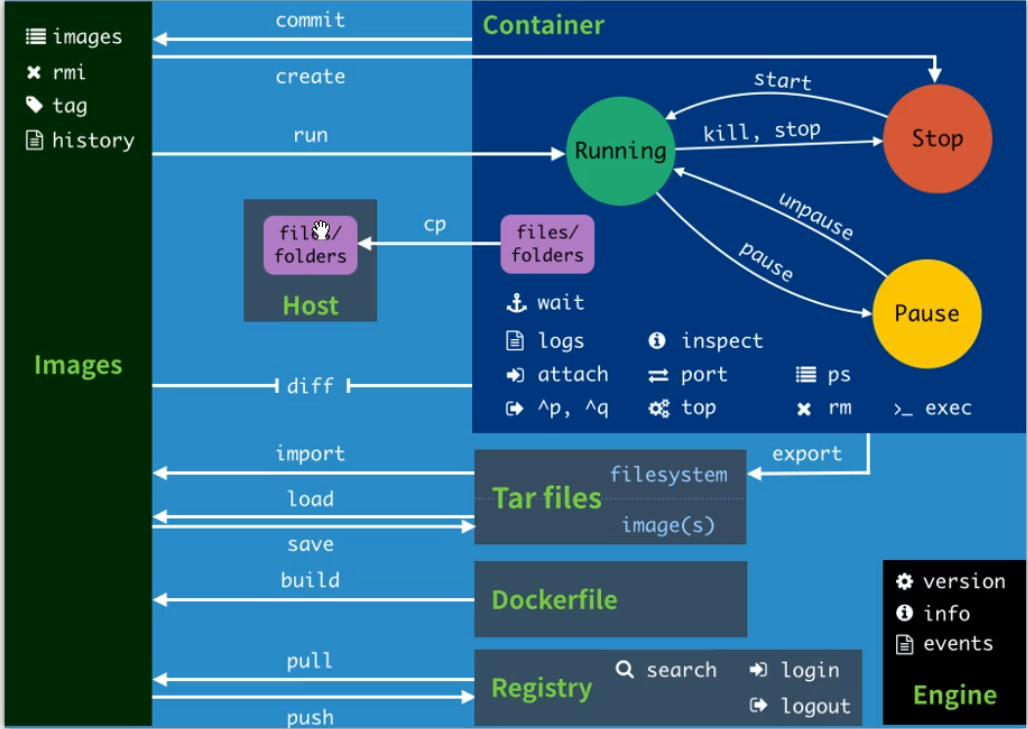 images
rmi
tag
history
Images
commit
create
run
Container
start
kill, stop
Running
Stop
unpause
pause
Pause
cp
files/
folders
Host
files/
folders
wait
logs
inspect
attach
port
ps
^p, ^q
top
rm
>_ exec
diff
import
export
filesystem
Tar files
load
image(s)
save
build
Dockerfile
pull
search
login
Registry
logout
push
version
info
events
Engine